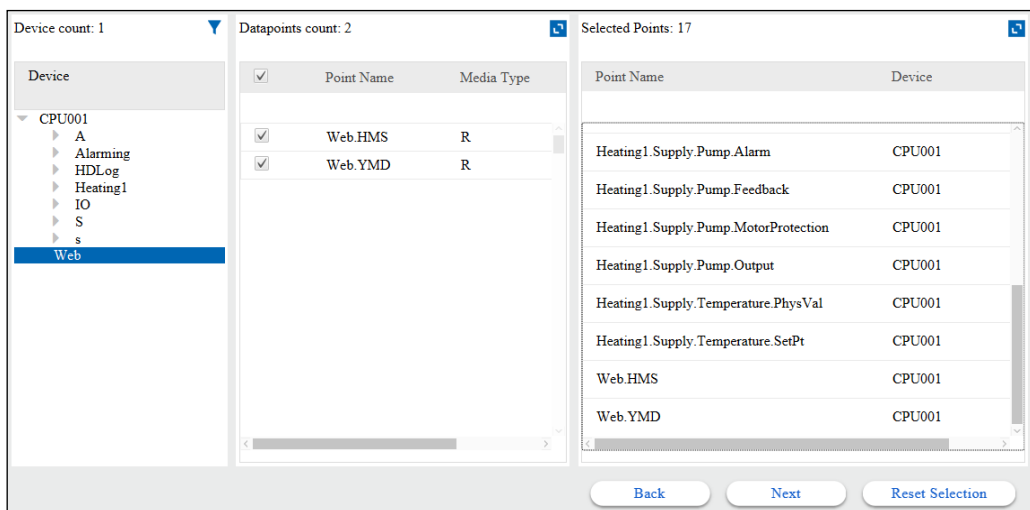 Device count: 1
Device
CPU001
A
Alarming
HDLog
Heating1
IO
S
s
Web
Datapoints count: 2
Point Name Media Type
Web.HMS R
Web.YMD R
Selected Points: 17
Point Name Device
Heating1.Supply.Pump.Alarm CPU001
Heating1.Supply.Pump.Feedback CPU001
Heating1.Supply.Pump.MotorProtection CPU001
Heating1.Supply.Pump.Output CPU001
Heating1.Supply.Temperature.PhysVal CPU001
Heating1.Supply.Temperature.SetPt CPU001
Web.HMS CPU001
Web.YMD CPU001
Back Next Reset Selection